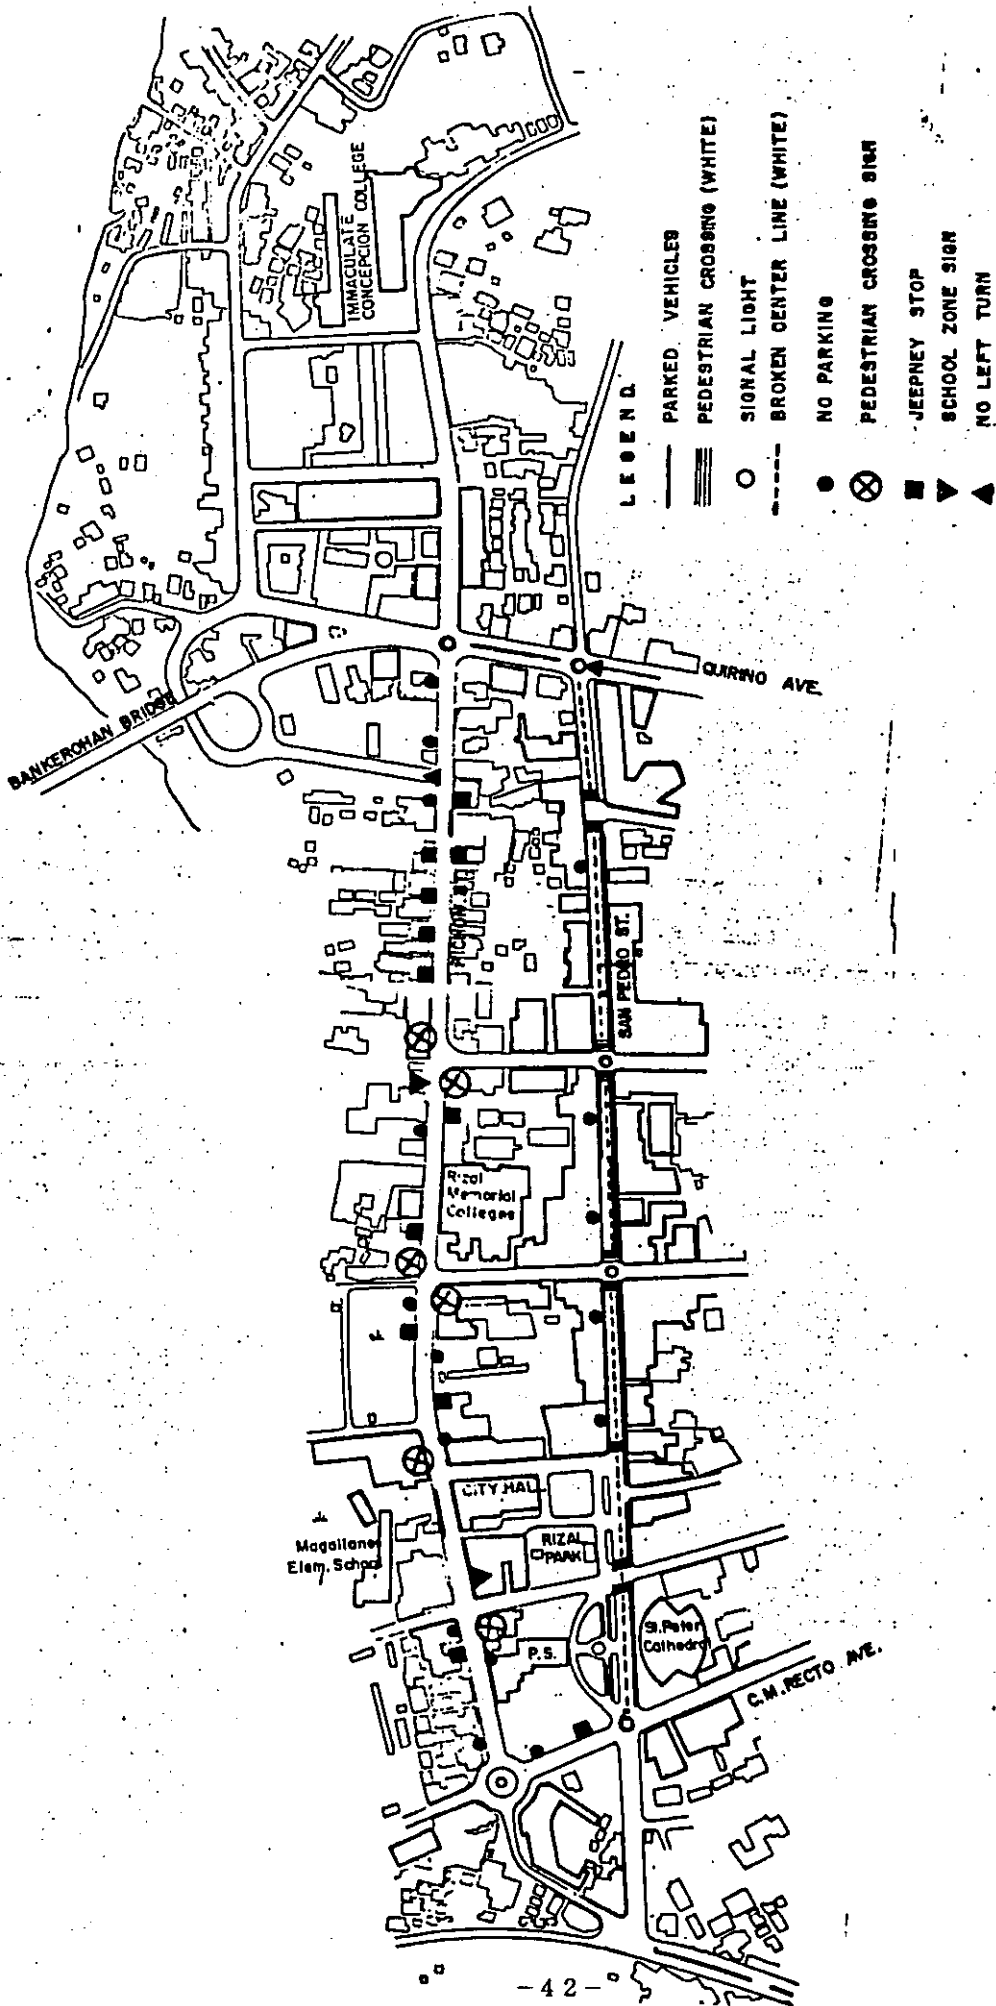 BANKEROHAN BRIDGE
IMMACULATE
CONCEPCION COLLEGE
QUIRINO AVE.
SAN PEDRO ST.
Rizal
Memorial
Colleges
CITY HALL
RIZAL
PARK
Magallanes
Elem. School
P.S.
St. Peter
Cathedral
C.M. RECTO AVE.
LEGEND
PARKED VEHICLES
PEDESTRIAN CROSSING (WHITE)
SIGNAL LIGHT
BROKEN CENTER LINE (WHITE)
NO PARKING
PEDESTRIAN CROSSING SIGN
JEEPNEY STOP
SCHOOL ZONE SIGN
NO LEFT TURN
-42-